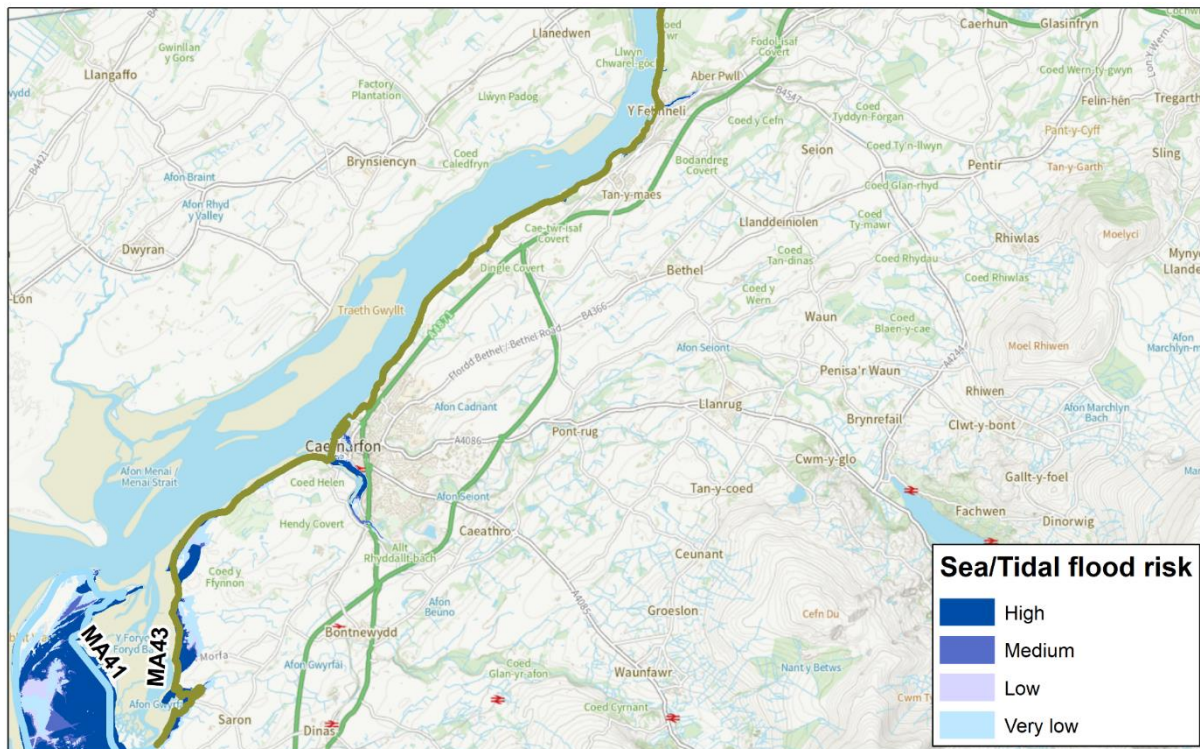 Gwinllan
y Gors
Llangaffo
Factory
Plantation
Llanedwen
Llwyn Padog
Llwyn
Chwarel-goch
Coed
Fodol-isaf
Covert
Aber Pwll
Caerhun
Glasinfryn
Coed Wern-ty-gwyn
Lon y Wern
Felin-hên
Tregarth
B4547
Y Felinheli
Coed y Cefn
Coed
Tyddyn-Forgan
Pant-y-Cyff
Coed Ty'n-llwyn
Seion
Pentir
Tan-y-Garth
Sling
B4421
Brynsiencyn
Coed
Caledfryn
Afon Braint
Afon Rhyd
y Valley
Bodandreg
Covert
Tan-y-maes
Coed Glan-rhyd
Llanddeiniolen
Coed
Ty-mawr
Moelyci
Rhiwlas
Dwyran
Cae-twr-isaf
Covert
Dingle Covert
Bethel
Coed
Tan-dinas
Coed Rhydau
Coed Rhiwlas
Coed y
Wern
Traeth Gwyllt
Ffordd Bethel / Bethel Road
B4366
Waun
Coed
Blaen-y-cae
Afon
Moel Rhiwen
Afon Seiont
Penisa'r Waun
A4244
Rhiwen
Afon Marchlyn
Bach
Afon Cadnant
Llanrug
Brynrefail
Clwt-y-bont
Caernarfon
A4086
Pont-rug
Afon Menai /
Menai Strait
Coed Helen
Cwm-y-glo
Gallt-y-foel
Afon Seiont
Tan-y-coed
Fachwen
Dinorwig
Hendy Covert
Caeathro
Allt
Rhyddallt-bach
Ceunant
Coed y
Ffynnon
Afon
Beuno
A4085
Groeslon
Cefn Du
Bontnewydd
MA41
MA43
Morfa
Afon Gwyrfai
Coed
Glan-yr-afon
Waunfawr
Nant y Betws
Saron
Dinas
Coed Cyrnant
Sea/Tidal flood risk
High
Medium
Low
Very low